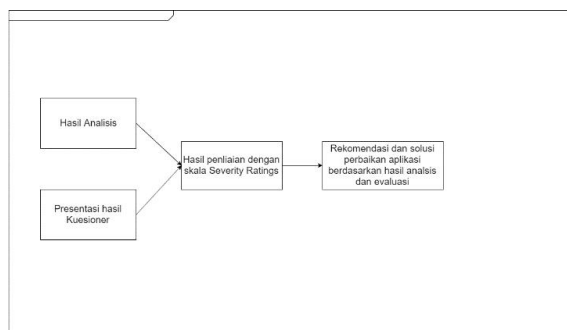 Hasil Analisis
Hasil penliaian dengan
skala Severity Ratings
Rekomendasi dan solusi
perbaikan aplikasi
berdasarkan hasil analsis
dan evaluasi
Presentasi hasil
Kuesioner